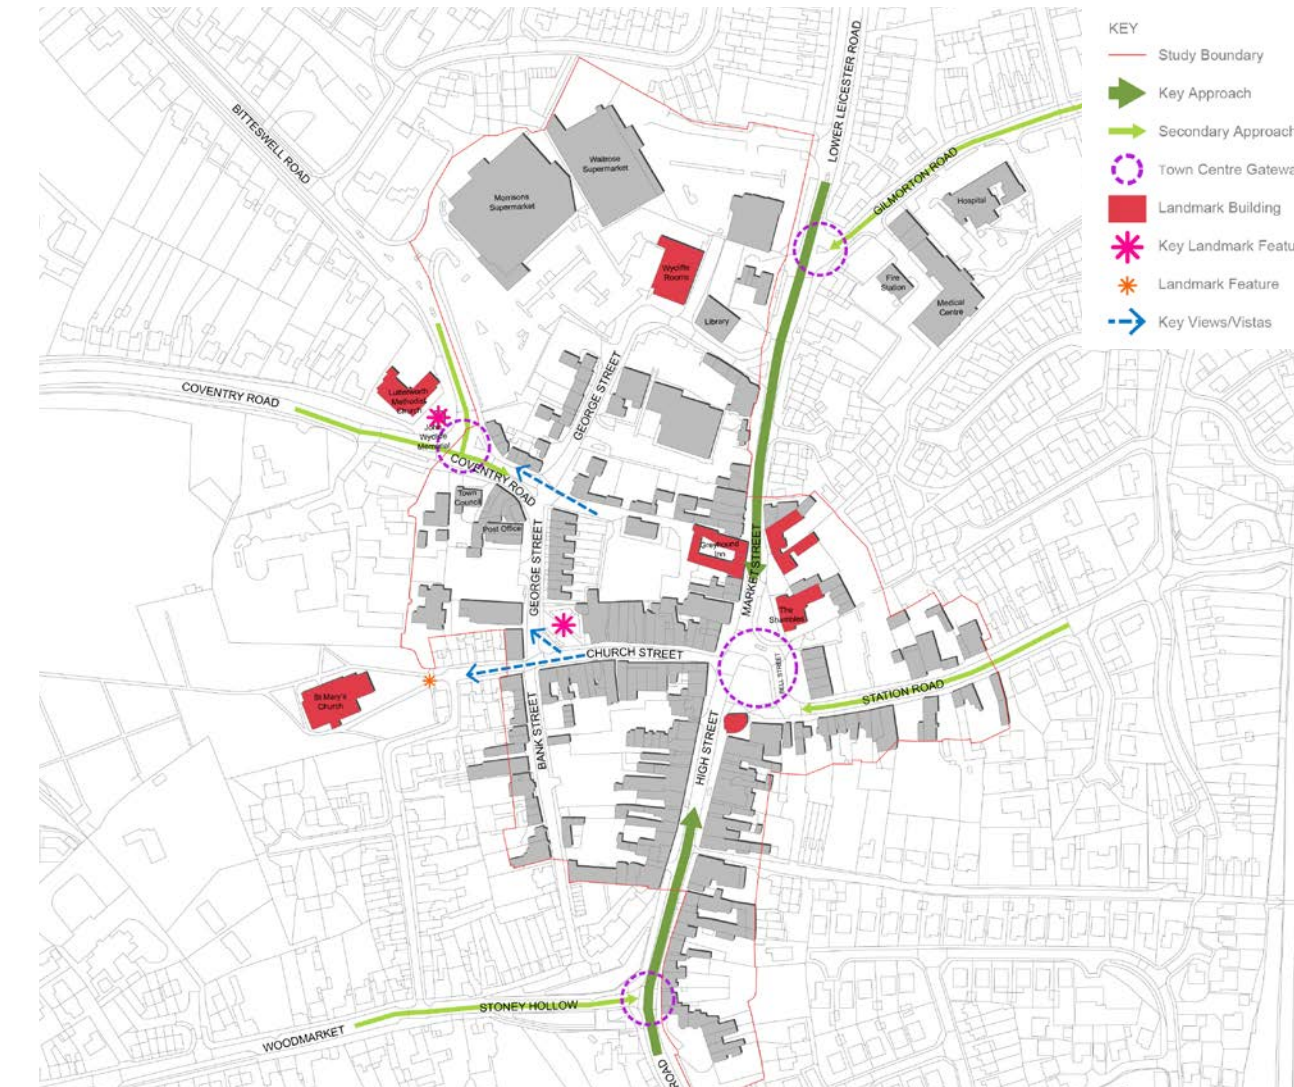 KEY
Study Boundary
Key Approach
Secondary Approach
Town Centre Gatewa
Landmark Building
Key Landmark Featu
Landmark Feature
Key Views/Vistas
LOWER LEICESTER ROAD
BITTESWELL ROAD
GILMORTON ROAD
Waitrose
Supermarket
Morrisons
Supermarket
Hospital
Wycliffe
Rooms
Fire
Station
Medical
Centre
Library
GEORGE STREET
COVENTRY ROAD
Lutterworth
Methodist
Church
John
Wycliffe
Memorial
COVENTRY ROAD
Town
Council
Post Office
GEORGE STREET
Greyhound
Inn
MARKET STREET
The
Shambles
CHURCH STREET
BELL STREET
STATION ROAD
St Mary's
Church
BANK STREET
HIGH STREET
STONEY HOLLOW
WOODMARKET
ROAD